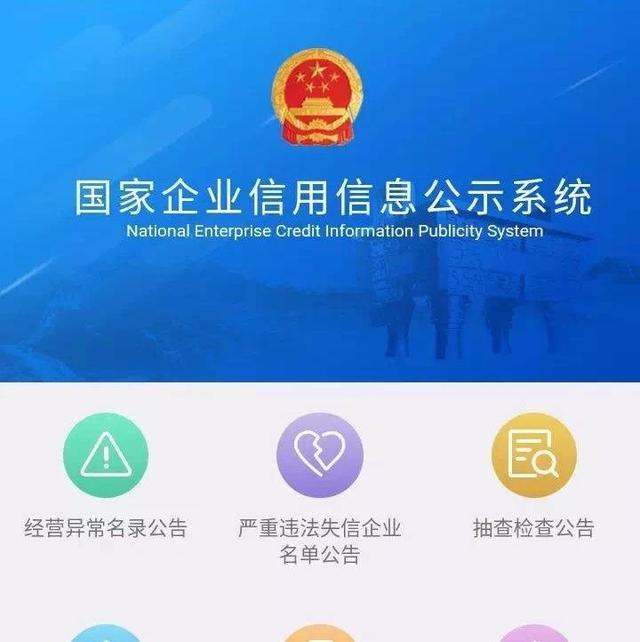 国家企业信用信息公示系统
National Enterprise Credit Information Publicity System
经营异常名录公告
严重违法失信企业
名单公告
抽查检查公告